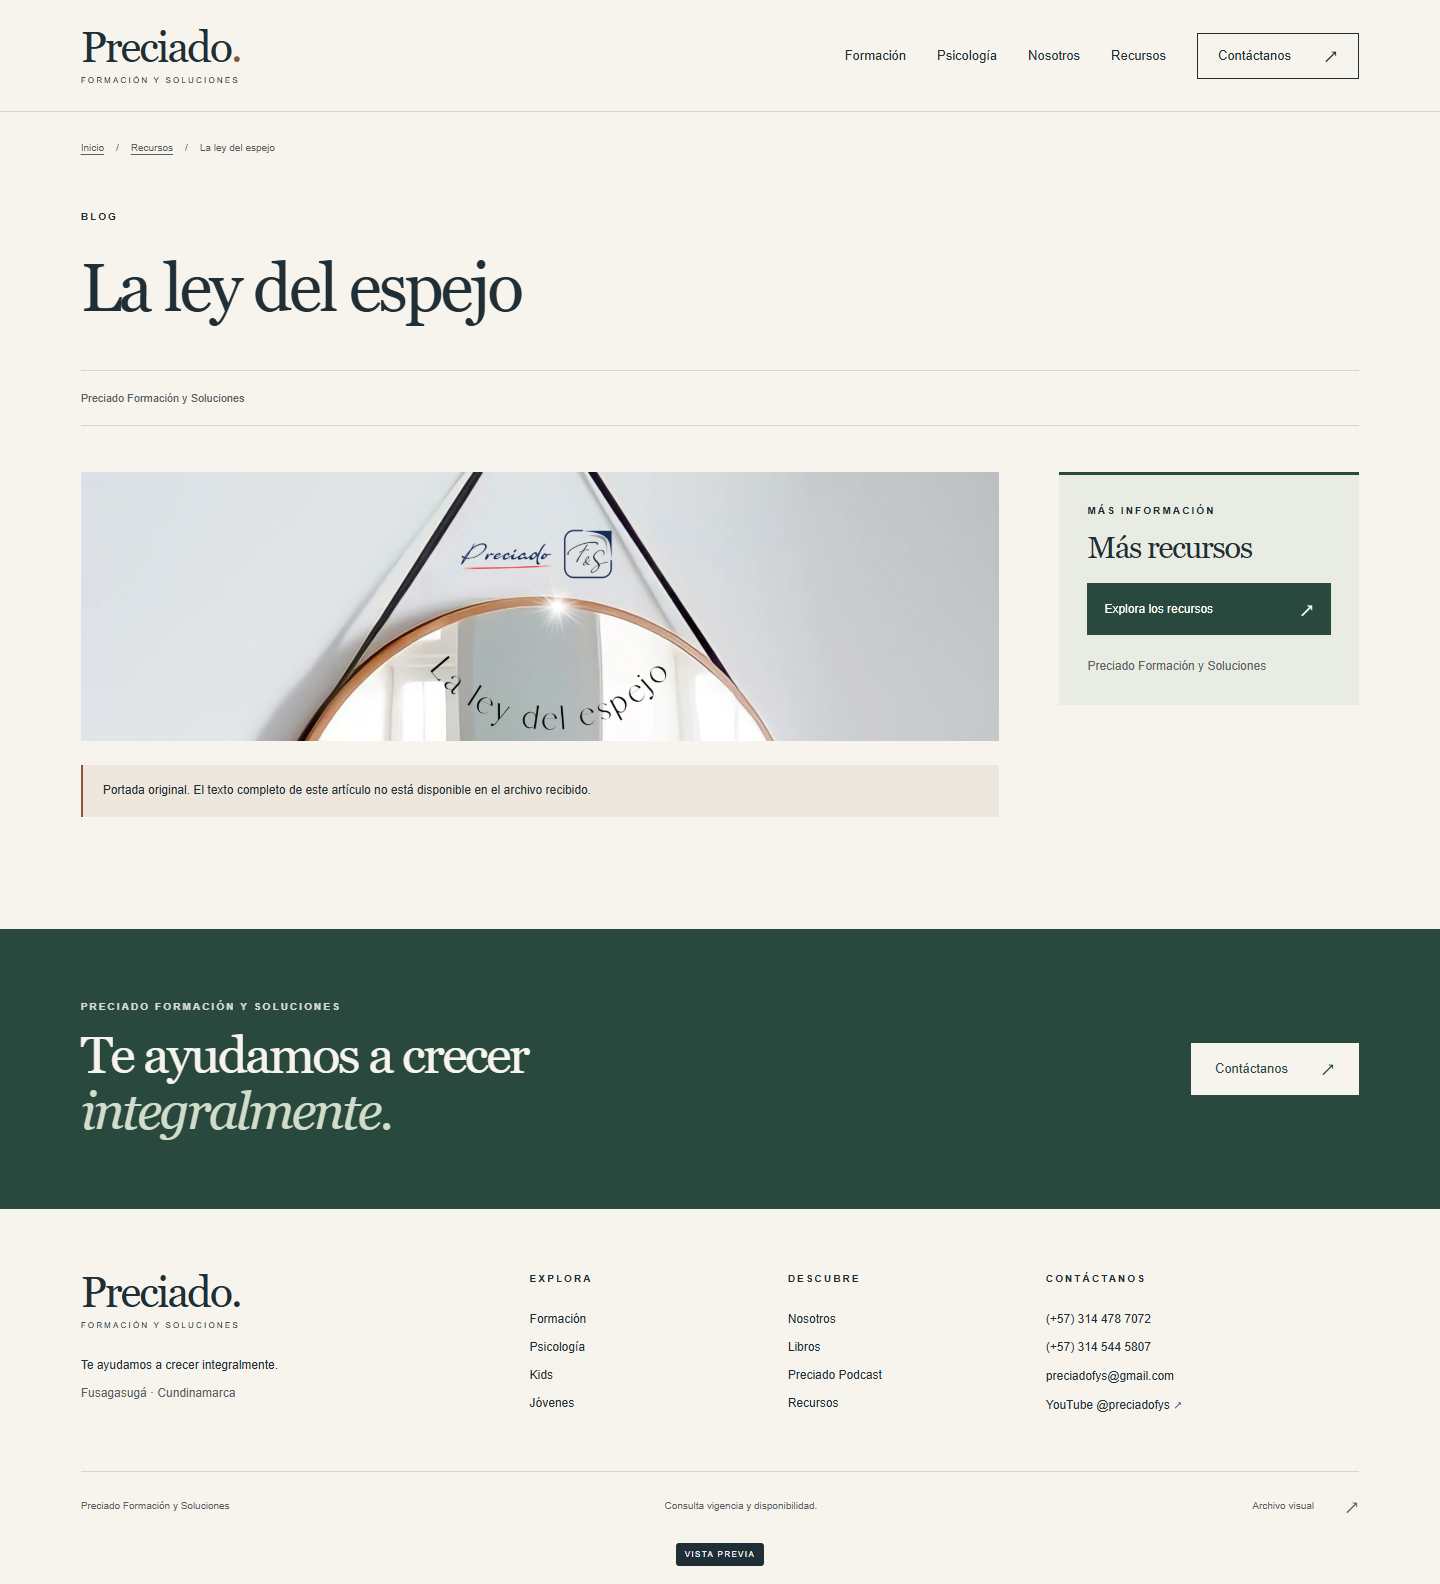 Preciado.
FORMACIÓN Y SOLUCIONES
Formación
Psicología
Nosotros
Recursos
Contáctanos ↗
Inicio / Recursos / La ley del espejo
BLOG
La ley del espejo
Preciado Formación y Soluciones
Preciado F&S
La ley del espejo
Portada original. El texto completo de este artículo no está disponible en el archivo recibido.
MÁS INFORMACIÓN
Más recursos
Explora los recursos ↗
Preciado Formación y Soluciones
PRECIADO FORMACIÓN Y SOLUCIONES
Te ayudamos a crecer
integralmente.
Contáctanos ↗
Preciado.
FORMACIÓN Y SOLUCIONES
Te ayudamos a crecer integralmente.
Fusagasugá · Cundinamarca
EXPLORA
Formación
Psicología
Kids
Jóvenes
DESCUBRE
Nosotros
Libros
Preciado Podcast
Recursos
CONTÁCTANOS
(+57) 314 478 7072
(+57) 314 544 5807
preciadofys@gmail.com
YouTube @preciadofys ↗
Preciado Formación y Soluciones
Consulta vigencia y disponibilidad.
Archivo visual ↗
VISTA PREVIA